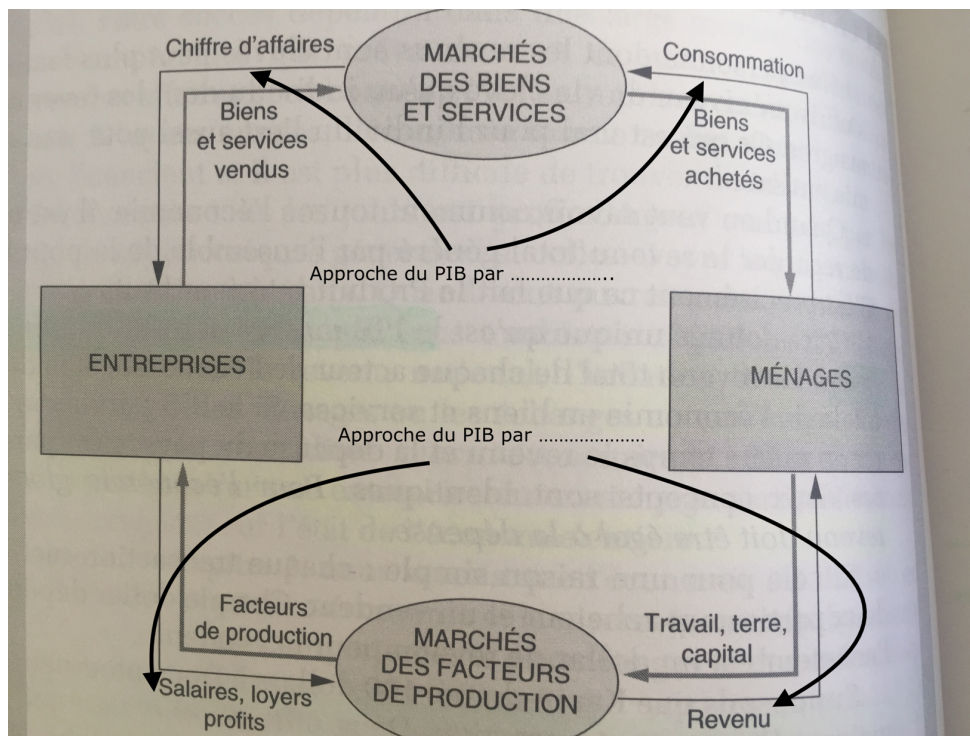 Chiffre d'affaires
MARCHÉS
DES BIENS
ET SERVICES
Consommation
Biens
et services
vendus
Biens
et services
achetés
Approche du PIB par ..................
ENTREPRISES
MÉNAGES
Approche du PIB par ..................
Facteurs
de production
MARCHÉS
DES FACTEURS
DE PRODUCTION
Travail, terre,
capital
Salaires, loyers
profits
Revenu